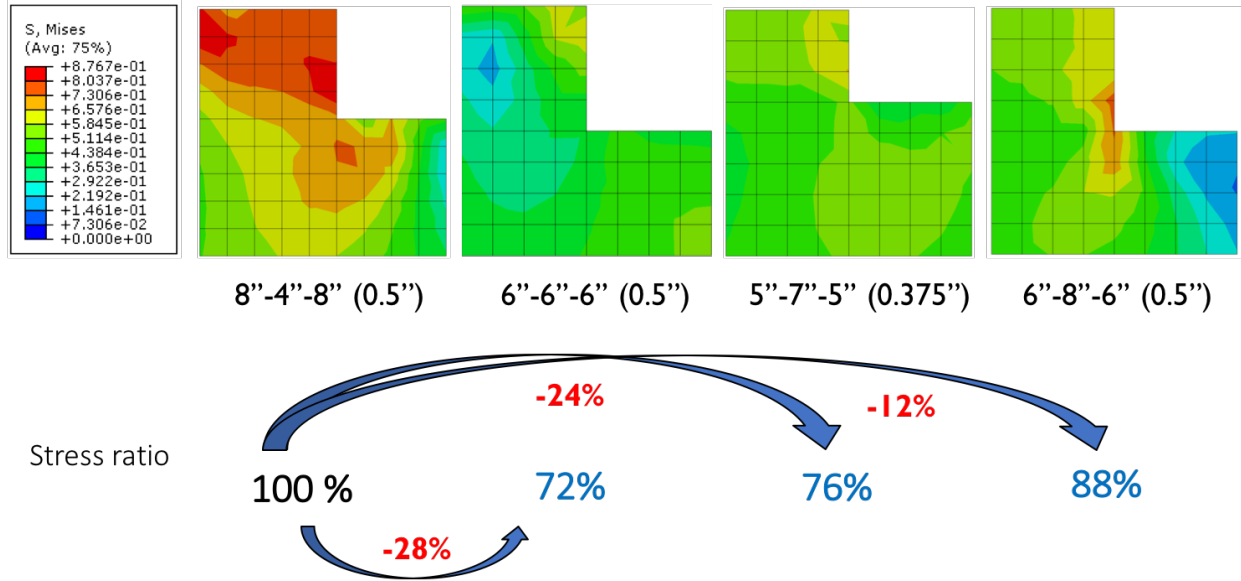 S, Mises
(Avg: 75%)
+8.767e-01
+8.037e-01
+7.306e-01
+6.576e-01
+5.845e-01
+5.114e-01
+4.384e-01
+3.653e-01
+2.922e-01
+2.192e-01
+1.461e-01
+7.306e-02
+0.000e+00
8”-4”-8” (0.5”)
6”-6”-6” (0.5”)
5”-7”-5” (0.375”)
6”-8”-6” (0.5”)
-24%
-12%
Stress ratio
100 %
72%
76%
88%
-28%